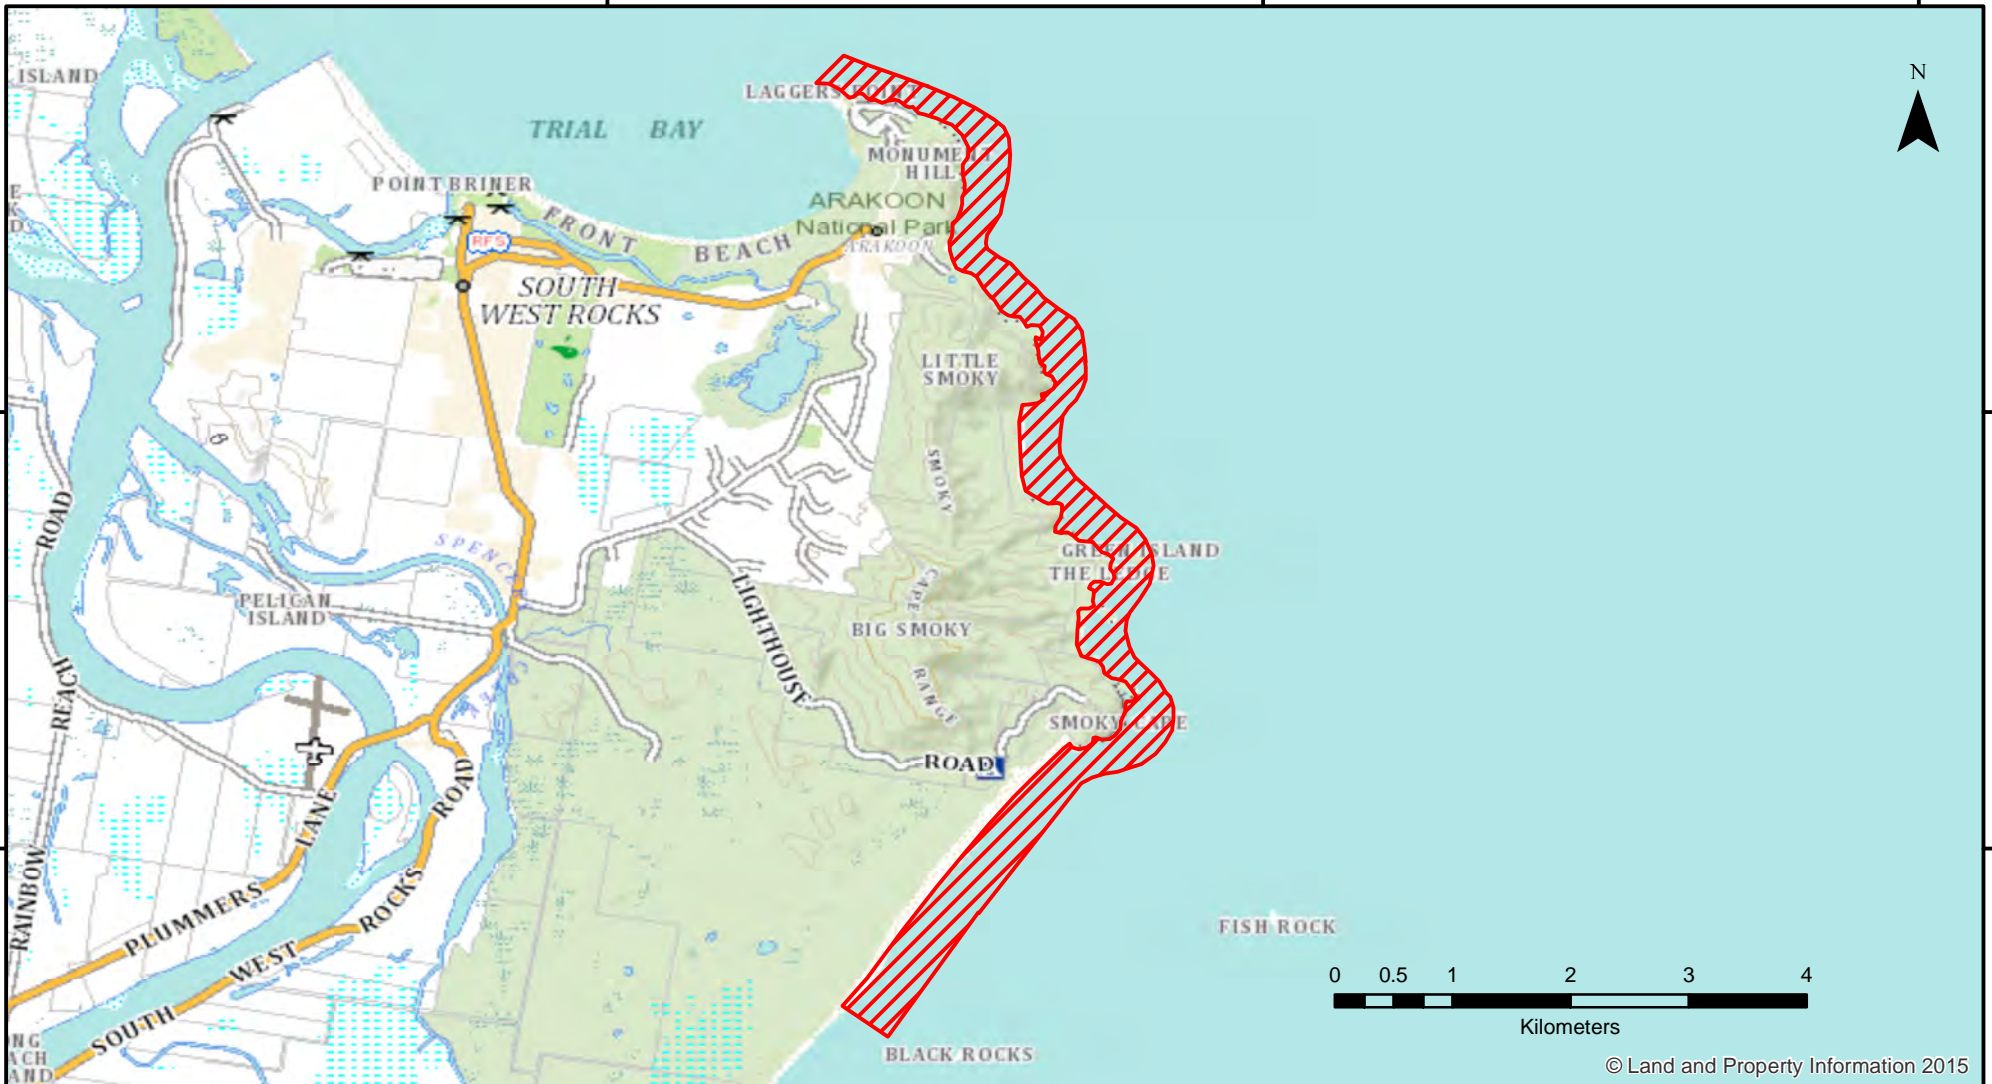 N
ISLAND
LAGGERS POINT
TRIAL BAY
MONUMENT
HILL
POINT BRINER
ARAKOON
National Park
ARAKOON
FRONT BEACH
RFS
SOUTH
WEST ROCKS
LITTLE
SMOKY
SMOKY
CAPE
RANGE
ROAD
REACH
RAINBOW
SPENCERS
CREEK
GREEN ISLAND
THE LEDGE
PELICAN
ISLAND
BIG SMOKY
LIGHTHOUSE
ROAD
SMOKY CAPE
PLUMMERS LANE
SOUTH WEST ROCKS ROAD
FISH ROCK
BLACK ROCKS
0 0.5 1 2 3 4
Kilometers
© Land and Property Information 2015